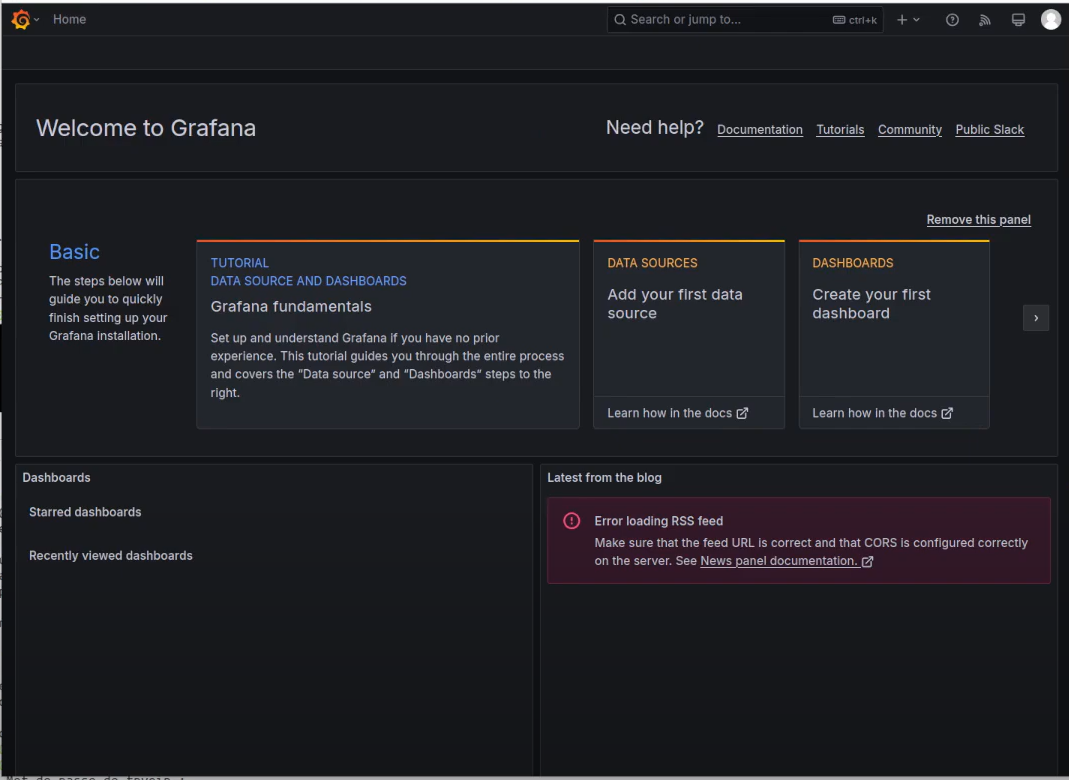 Home
Search or jump to...
ctrl+k
Welcome to Grafana
Need help?
Documentation
Tutorials
Community
Public Slack
Remove this panel
Basic
The steps below will
guide you to quickly
finish setting up your
Grafana installation.
TUTORIAL
DATA SOURCE AND DASHBOARDS
Grafana fundamentals
Set up and understand Grafana if you have no prior
experience. This tutorial guides you through the entire process
and covers the “Data source” and “Dashboards” steps to the
right.
DATA SOURCES
Add your first data
source
Learn how in the docs
DASHBOARDS
Create your first
dashboard
Learn how in the docs
Dashboards
Starred dashboards
Recently viewed dashboards
Latest from the blog
Error loading RSS feed
Make sure that the feed URL is correct and that CORS is configured correctly
on the server. See News panel documentation.